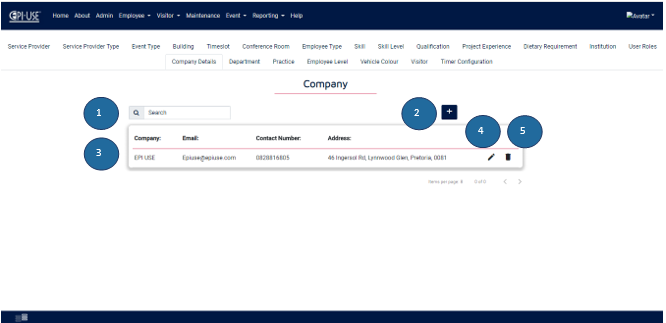 EPI-USE Home About Admin Employee Visitor Maintenance Event Reporting Help Avatar
Service Provider Service Provider Type Event Type Building Timeslot Conference Room Employee Type Skill Skill Level Qualification Project Experience Dietary Requirement Institution User Roles
Company Details Department Practice Employee Level Vehicle Colour Visitor Timer Configuration
Company
1 Search 2 +
4 5
Company: Email: Contact Number: Address:
3
EPI USE Epiuse@epiuse.com 0828816805 46 Ingersol Rd, Lynnwood Glen, Pretoria, 0081
Items per page: 8 0 of 0